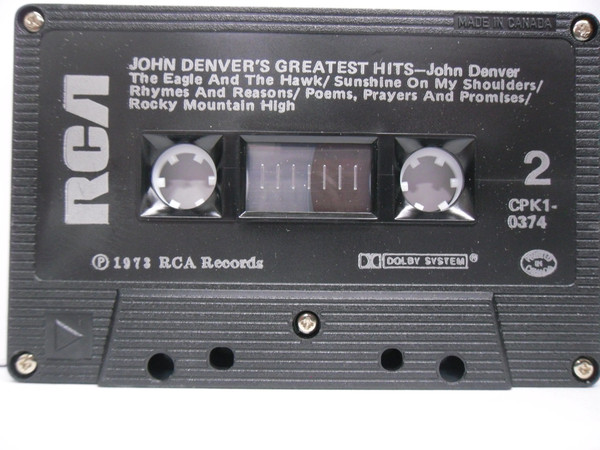 MADE IN CANADA
RCA
JOHN DENVER'S GREATEST HITS—John Denver
The Eagle And The Hawk/ Sunshine On My Shoulders/
Rhymes And Reasons/ Poems, Prayers And Promises/
Rocky Mountain High
2
CPK1-
0374
Ⓟ 1973 RCA Records
DOLBY SYSTEM®